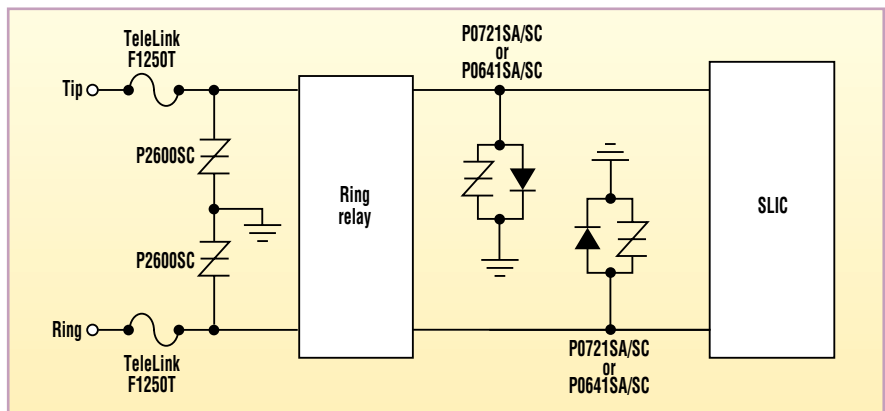 TeleLink
F1250T
Tip
P2600SC
P2600SC
Ring
TeleLink
F1250T
Ring
relay
P0721SA/SC
or
P0641SA/SC
P0721SA/SC
or
P0641SA/SC
SLIC